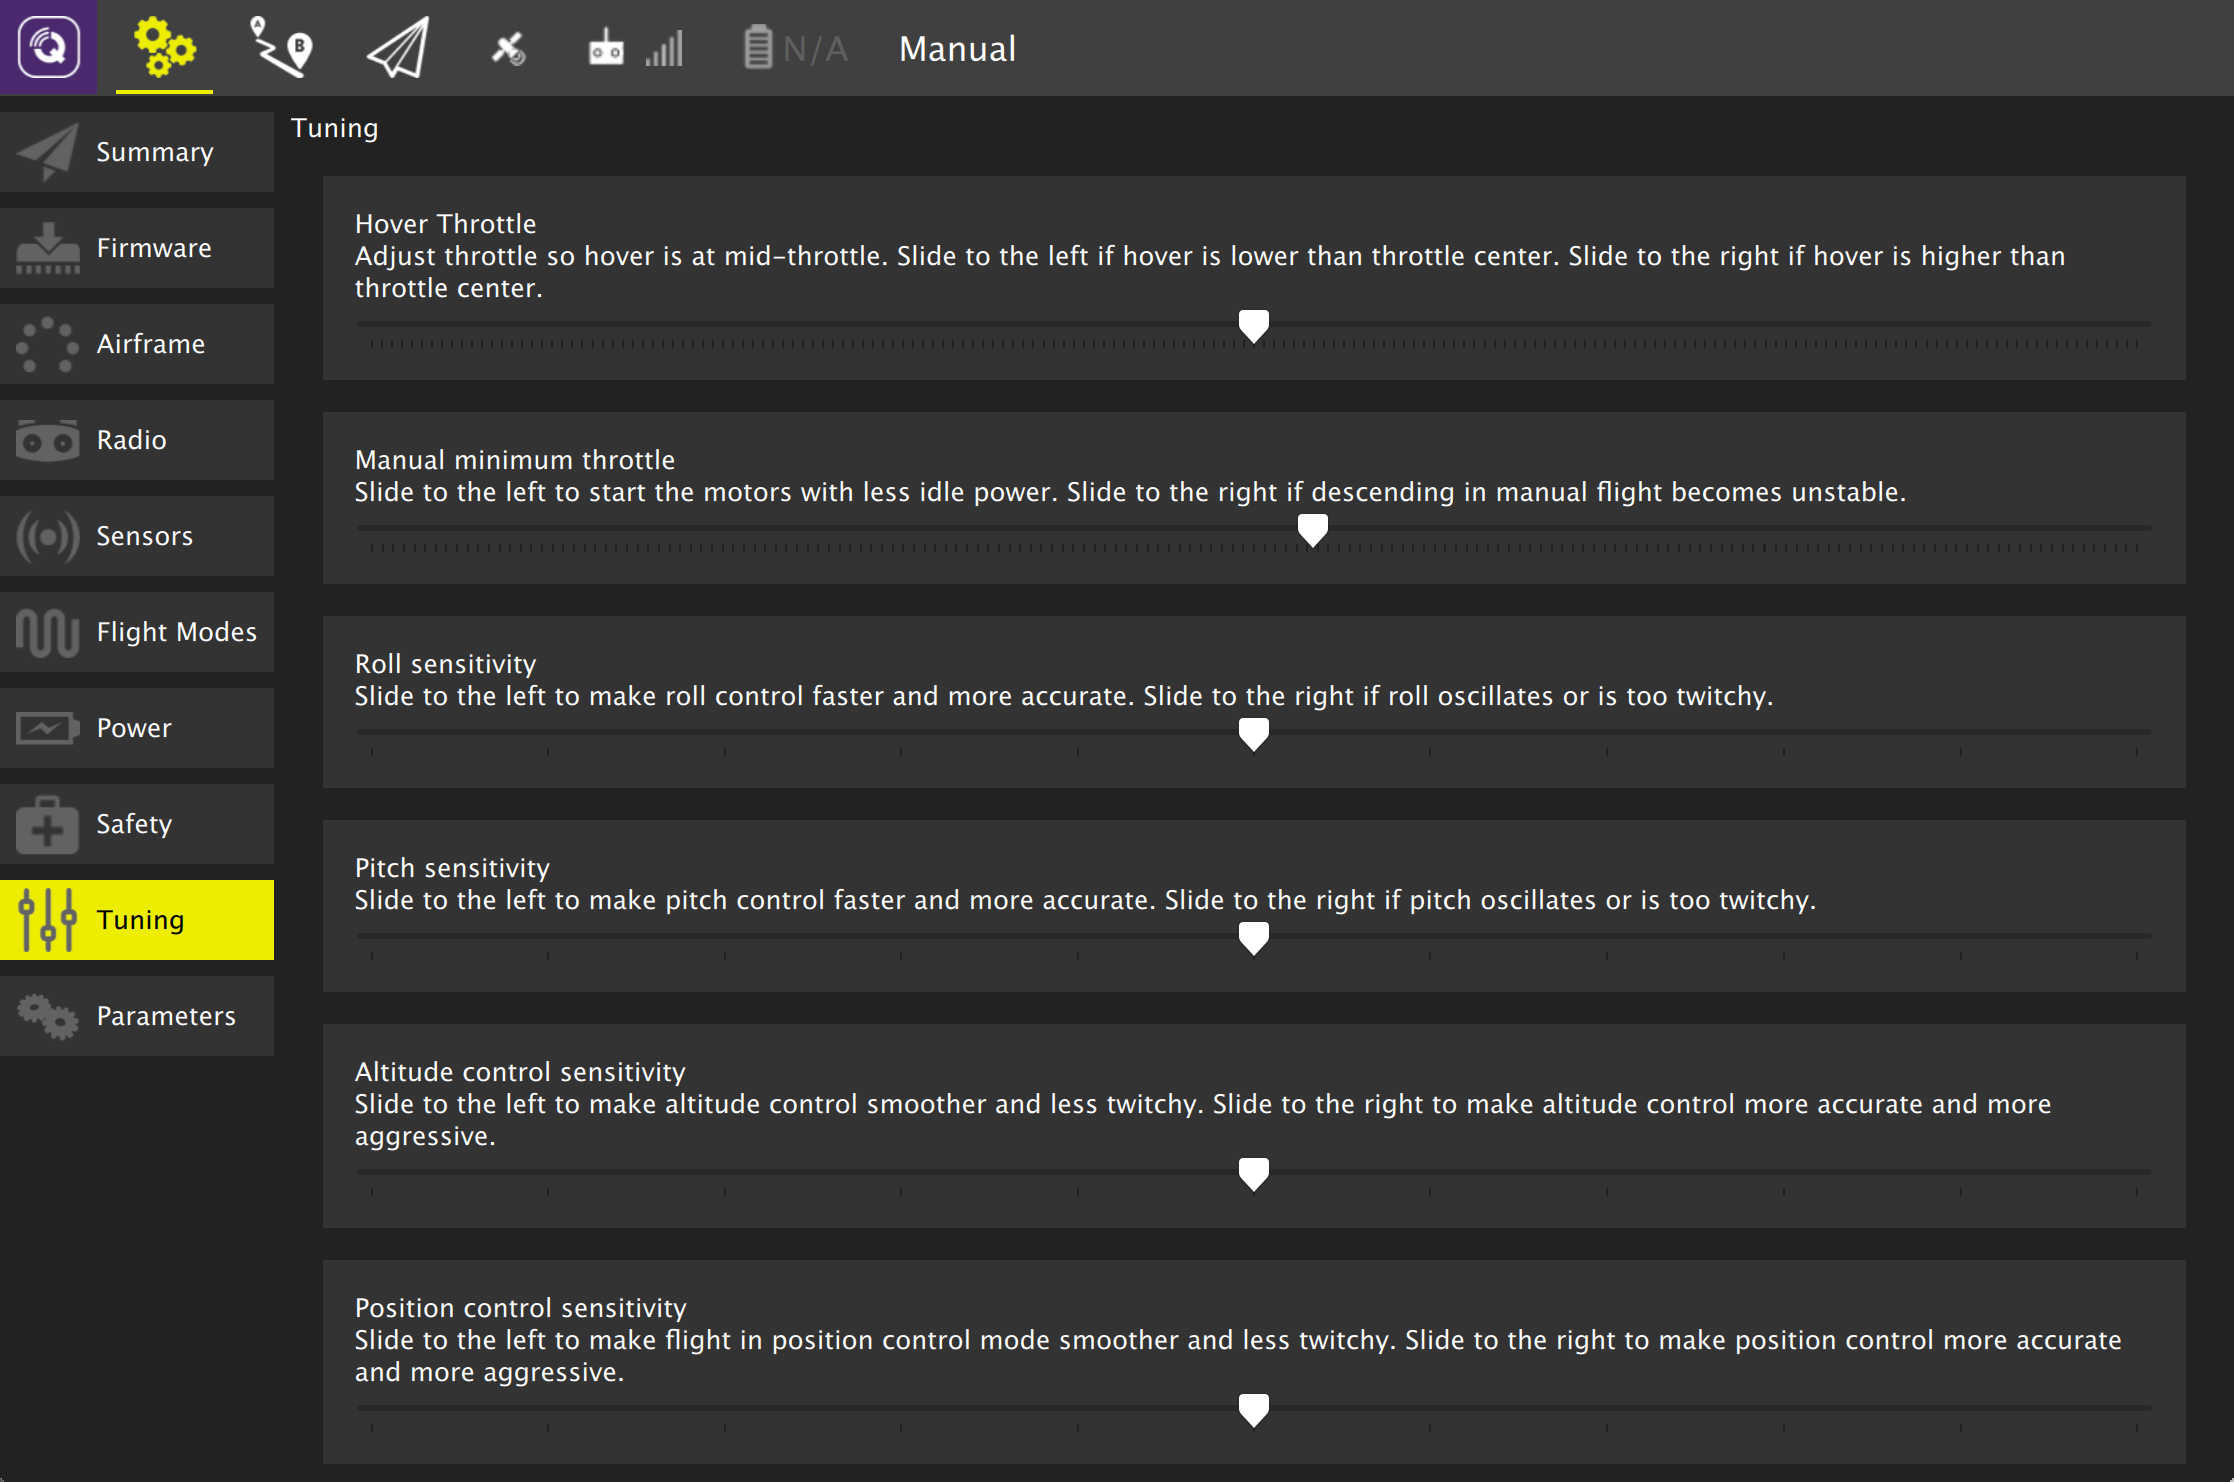 N/A
Manual
Summary
Firmware
Airframe
Radio
Sensors
Flight Modes
Power
Safety
Tuning
Parameters
Tuning
Hover Throttle
Adjust throttle so hover is at mid-throttle. Slide to the left if hover is lower than throttle center. Slide to the right if hover is higher than
throttle center.
Manual minimum throttle
Slide to the left to start the motors with less idle power. Slide to the right if descending in manual flight becomes unstable.
Roll sensitivity
Slide to the left to make roll control faster and more accurate. Slide to the right if roll oscillates or is too twitchy.
Pitch sensitivity
Slide to the left to make pitch control faster and more accurate. Slide to the right if pitch oscillates or is too twitchy.
Altitude control sensitivity
Slide to the left to make altitude control smoother and less twitchy. Slide to the right to make altitude control more accurate and more
aggressive.
Position control sensitivity
Slide to the left to make flight in position control mode smoother and less twitchy. Slide to the right to make position control more accurate
and more aggressive.